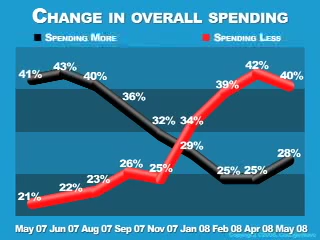 CHANGE IN OVERALL SPENDING
SPENDING MORE SPENDING LESS
41% 43% 40% 36% 32% 29% 25% 25% 28%
21% 22% 23% 26% 25% 34% 39% 42% 40%
May 07 Jun 07 Aug 07 Sep 07 Nov 07 Jan 08 Feb 08 Apr 08 May 08